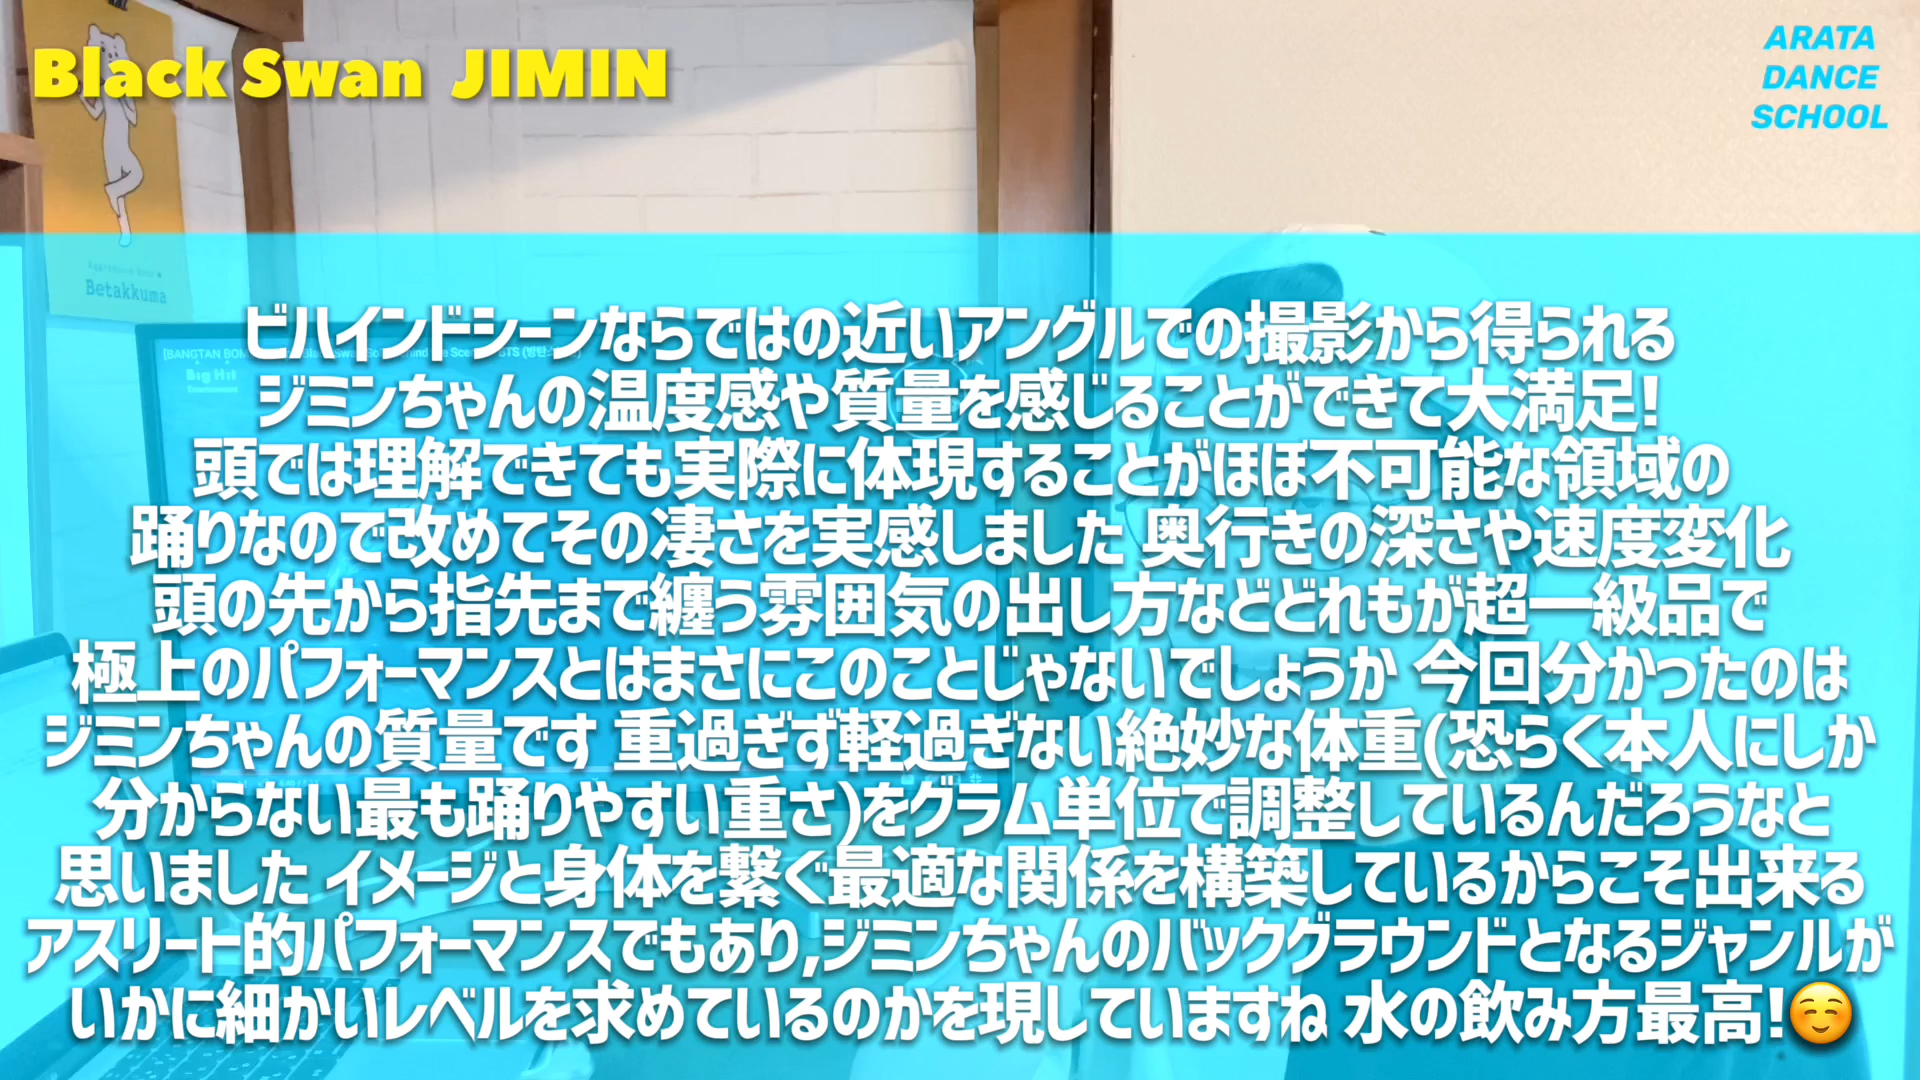 Black Swan JIMIN
ARATA
DANCE
SCHOOL
Betakkuma
Big Hit
ビハインドシーンならではの近いアングルでの撮影から得られる
ジミンちゃんの温度感や質量を感じることができて大満足!
頭では理解できても実際に体現することがほぼ不可能な領域の
踊りなので改めてその凄さを実感しました 奥行きの深さや速度変化
頭の先から指先まで纏う雰囲気の出し方などどれもが超一級品で
極上のパフォーマンスとはまさにこのことじゃないでしょうか 今回分かったのは
ジミンちゃんの質量です 重過ぎず軽過ぎない絶妙な体重(恐らく本人にしか
分からない最も踊りやすい重さ)をグラム単位で調整しているんだろうなと
思いました イメージと身体を繋ぐ最適な関係を構築しているからこそ出来る
アスリート的パフォーマンスでもあり,ジミンちゃんのバックグラウンドとなるジャンルが
いかに細かいレベルを求めているのかを現していますね 水の飲み方最高!☺️